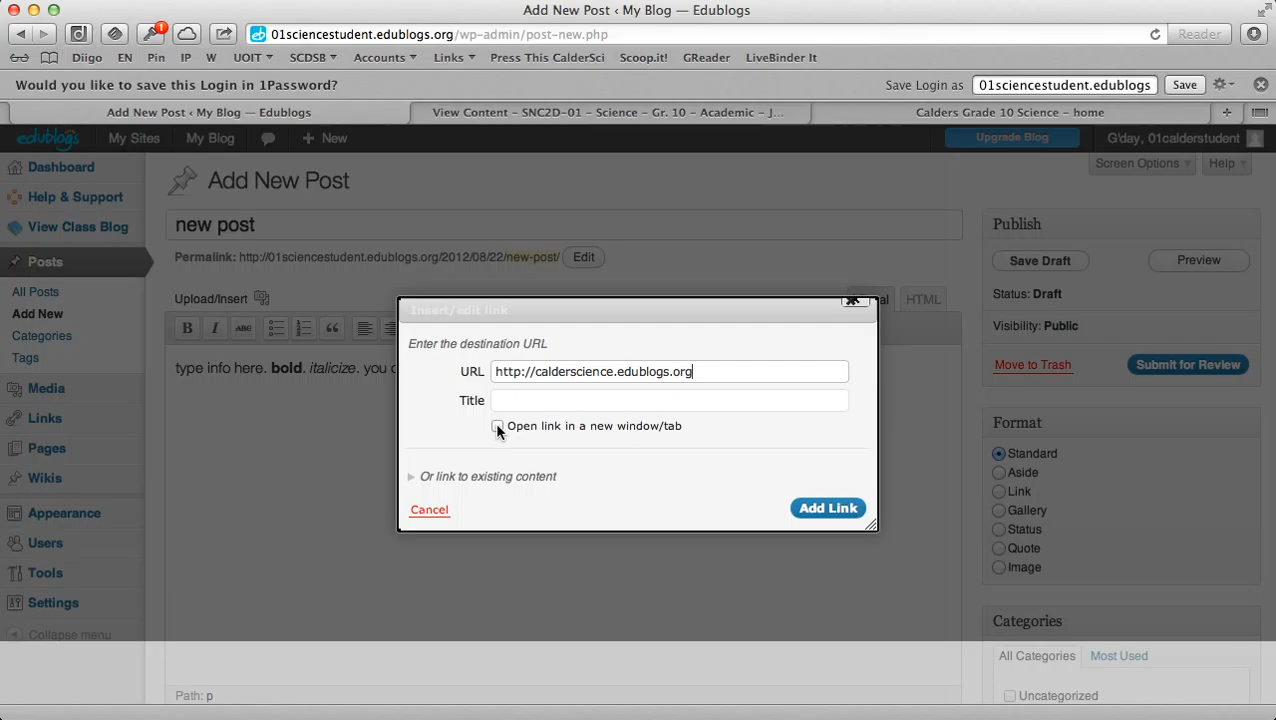 Add New Post ‹ My Blog — Edublogs
1
01sciencestudent.edublogs.org/wp-admin/post-new.php
Reader
Diigo EN Pin IP W UOIT SCDSB Accounts Links Press This CalderSci Scoop.it! GReader LiveBinder It
Would you like to save this Login in 1Password? Save Login as 01sciencestudent.edublogs Save
Add New Post ‹ My Blog — Edublogs View Content – SNC2D-01 – Science – Gr. 10 – Academic – J... Calders Grade 10 Science – home
edublogs My Sites My Blog + New Upgrade Blog G'day, 01calderstudent
Dashboard
Help & Support
View Class Blog
Posts
All Posts
Add New
Categories
Tags
Media
Links
Pages
Wikis
Appearance
Users
Tools
Settings
Collapse menu
Screen Options Help
Add New Post
new post
Permalink: http://01sciencestudent.edublogs.org/2012/08/22/new-post/ Edit
Upload/Insert HTML
B I ABC
type info here. bold. italicize. you c
Path: p
Insert/edit link
Enter the destination URL
URL http://calderscience.edublogs.org
Title
Open link in a new window/tab
Or link to existing content
Cancel Add Link
Publish
Save Draft Preview
Status: Draft
Visibility: Public
Move to Trash Submit for Review
Format
Standard
Aside
Link
Gallery
Status
Quote
Image
Categories
All Categories Most Used
Uncategorized